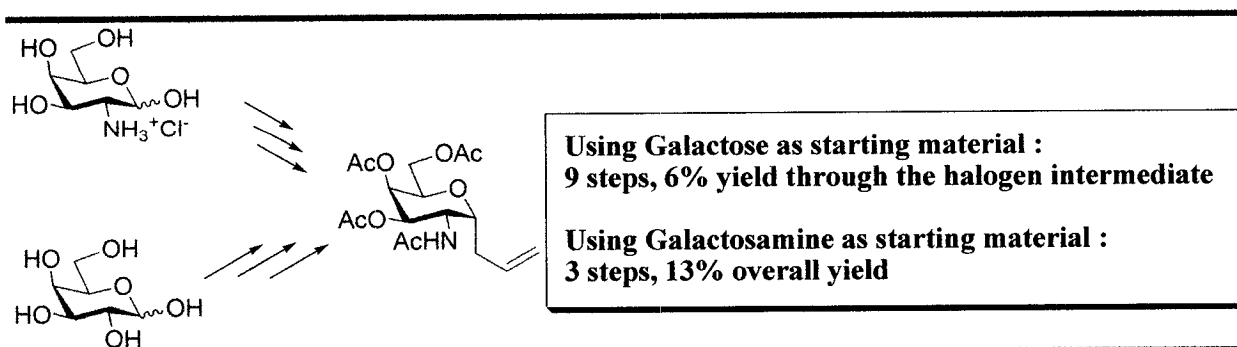 OH
HO
OH
O
HO
OH
NH3+Cl-
OH
HO
O
HO
OH
OH
AcO
OAc
O
AcO
AcHN
Using Galactose as starting material :
9 steps, 6% yield through the halogen intermediate
Using Galactosamine as starting material :
3 steps, 13% overall yield